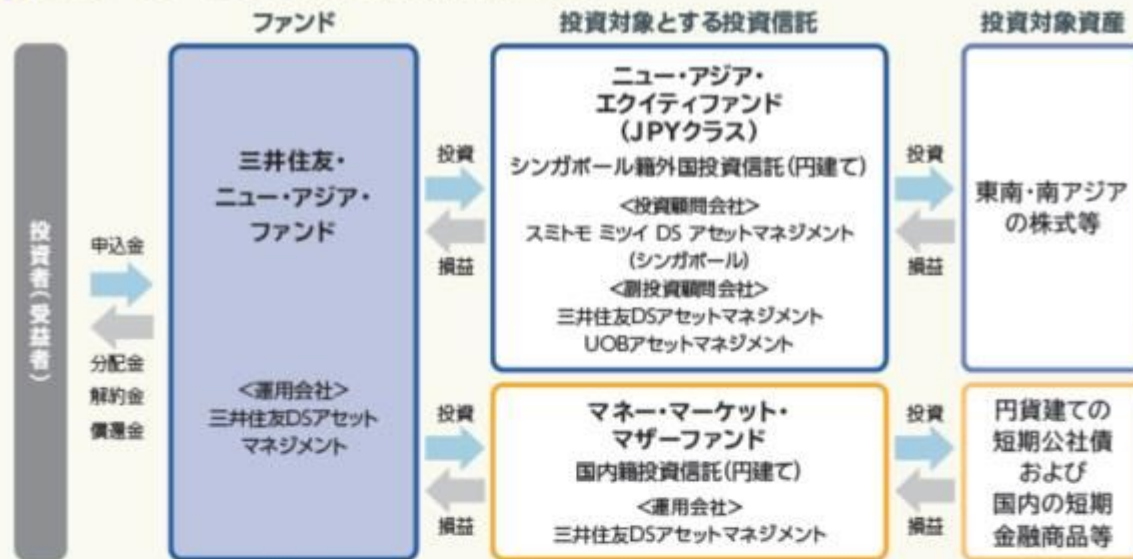 ファンド
投資対象とする投資信託
投資対象資産
投資者(受益者)
申込金
分配金
解約金
償還金
三井住友・
ニュー・アジア・
ファンド
<運用会社>
三井住友DSアセット
マネジメント
投資
損益
ニュー・アジア・
エクイティファンド
(JPYクラス)
シンガポール籍外国投資信託(円建て)
<投資顧問会社>
スミトモ ミツイ DS アセットマネジメント
(シンガポール)
<副投資顧問会社>
三井住友DSアセットマネジメント
UOBアセットマネジメント
投資
損益
東南・南アジア
の株式等
投資
損益
マネー・マーケット・
マザーファンド
国内籍投資信託(円建て)
<運用会社>
三井住友DSアセットマネジメント
投資
損益
円貨建ての
短期公社債
および
国内の短期
金融商品等